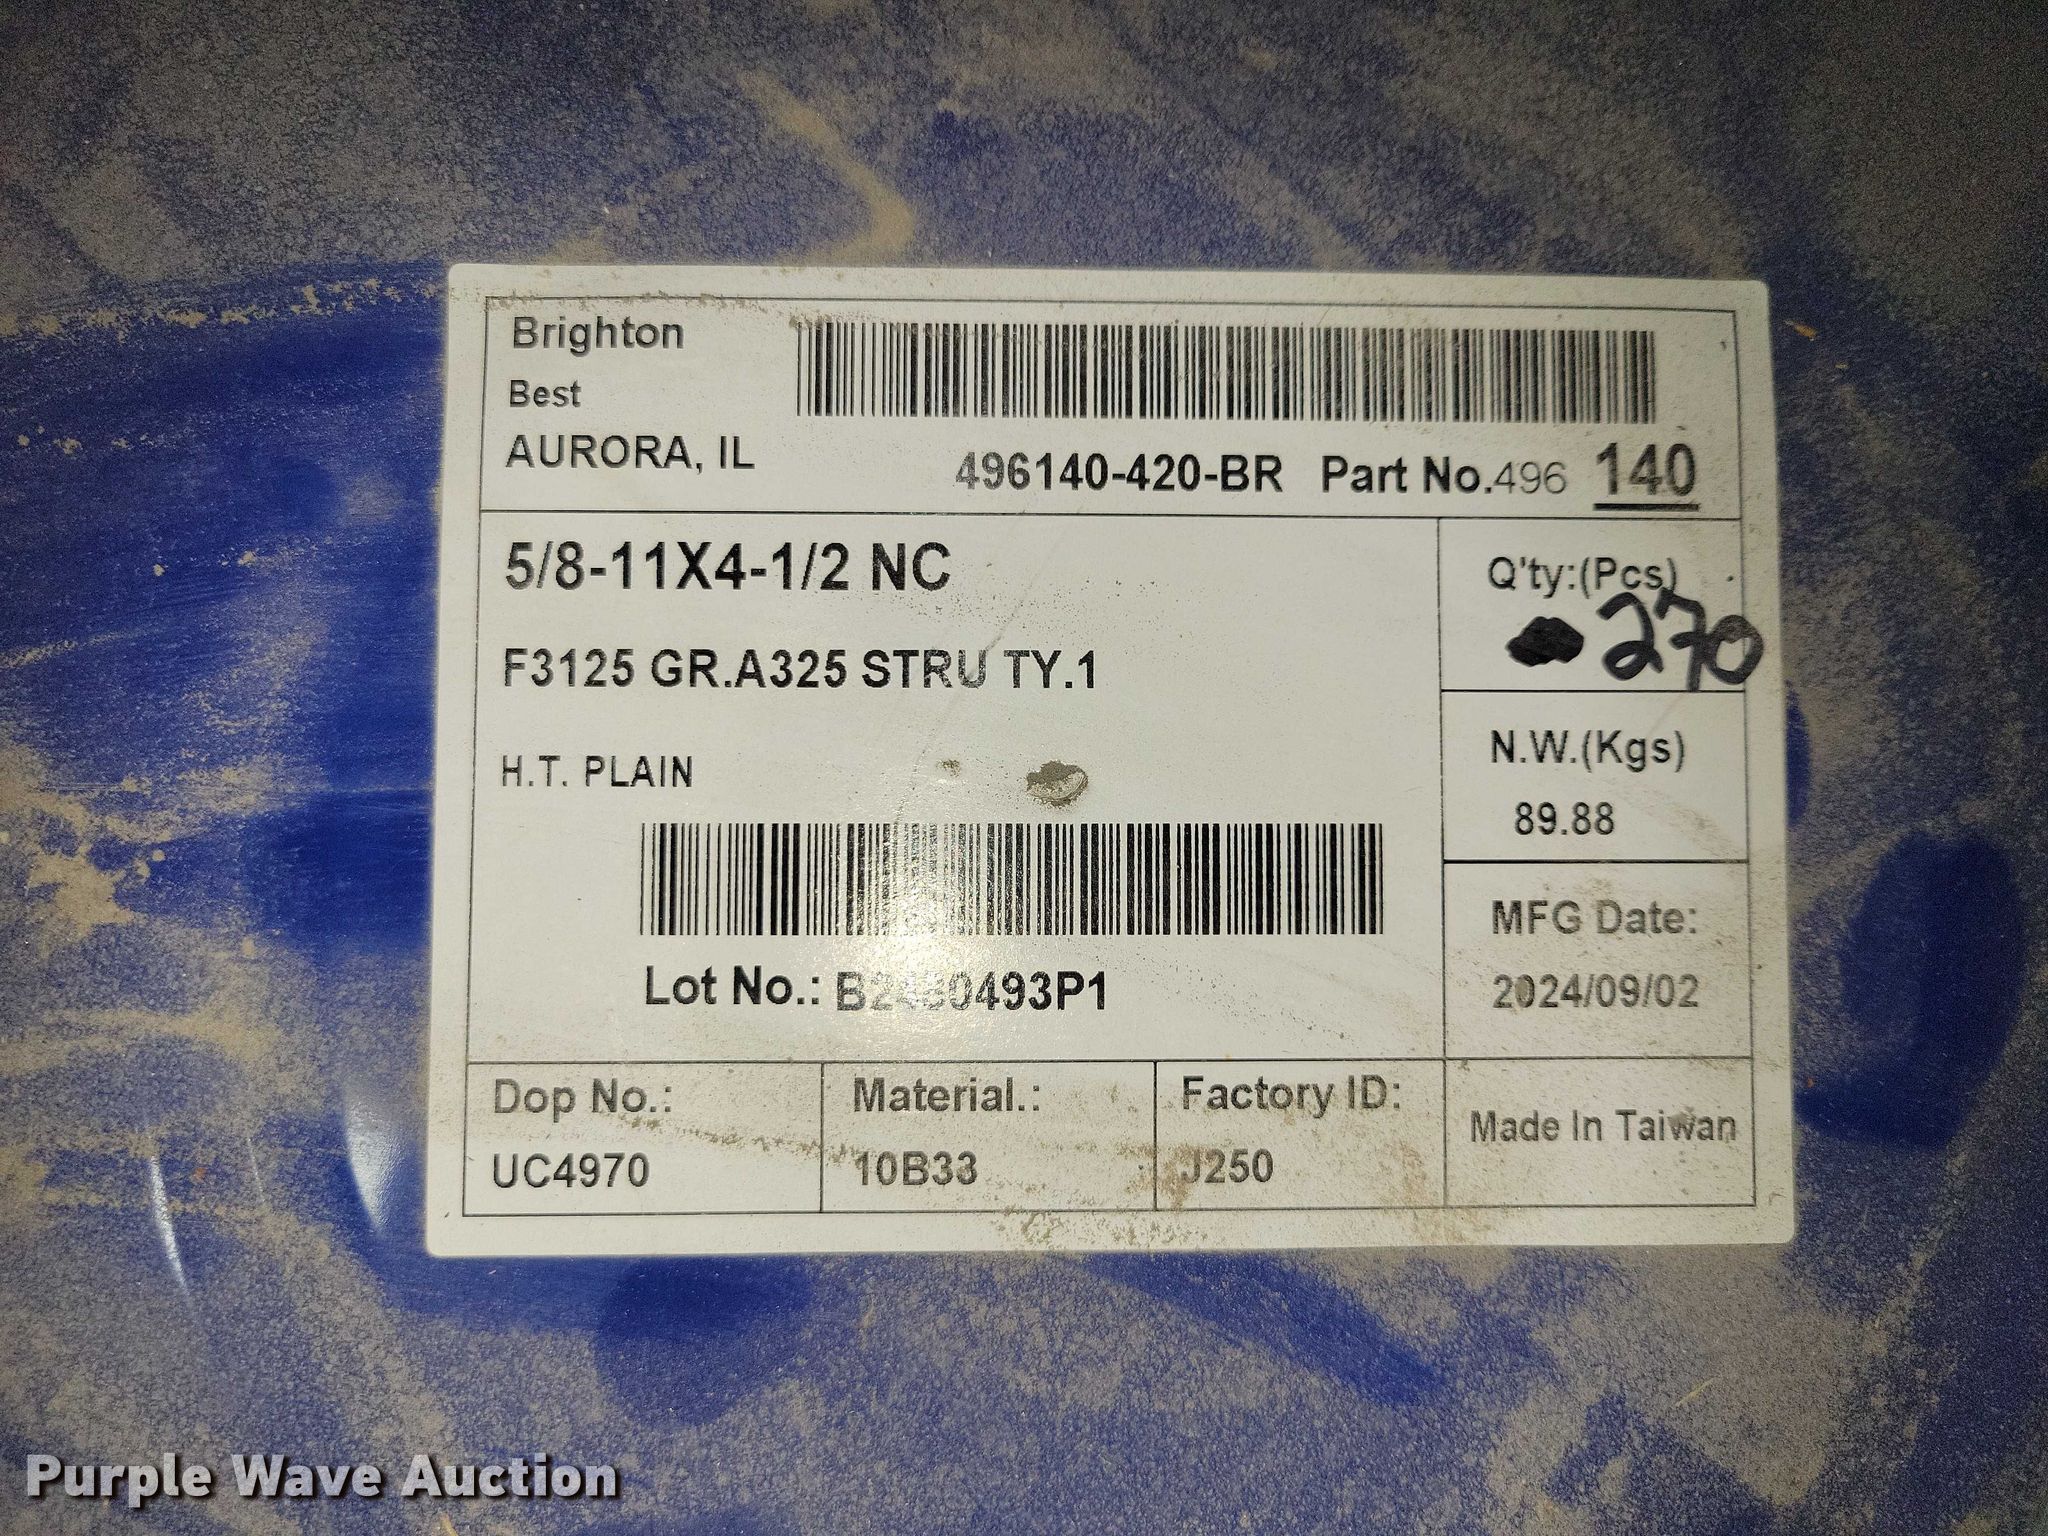 Brighton
Best
AURORA, IL
496140-420-BR Part No.496 140
5/8-11X4-1/2 NC
F3125 GR.A325 STRU TY.1
H.T. PLAIN
Q'ty:(Pcs)
270
N.W.(Kgs)
89.88
MFG Date:
2024/09/02
Lot No.:
Dop No.:
UC4970
Material.:
10B33
Factory ID:
J250
Made In Taiwan
Purple Wave Auction